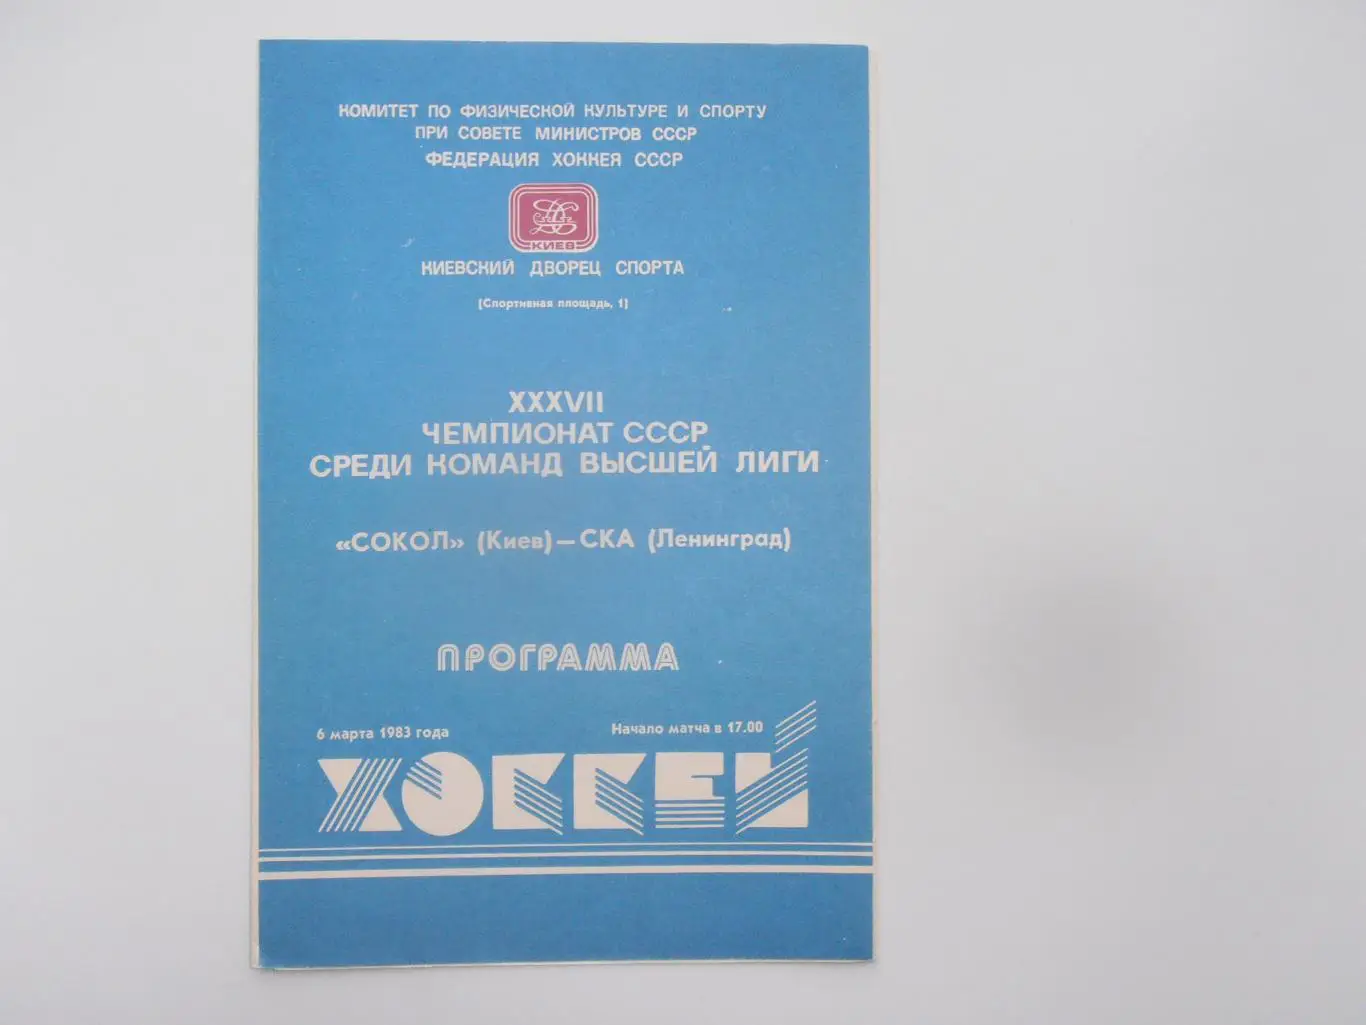 КОМИТЕТ ПО ФИЗИЧЕСКОЙ КУЛЬТУРЕ И СПОРТУ
ПРИ СОВЕТЕ МИНИСТРОВ СССР
ФЕДЕРАЦИЯ ХОККЕЯ СССР
КИЕВ
КИЕВСКИЙ ДВОРЕЦ СПОРТА
(Спортивная площадь, 1)
XXXVII
ЧЕМПИОНАТ СССР
СРЕДИ КОМАНД ВЫСШЕЙ ЛИГИ
«СОКОЛ» (Киев)—СКА (Ленинград)
ПРОГРАММА
6 марта 1983 года Начало матча в 17.00
ХОККЕЙ